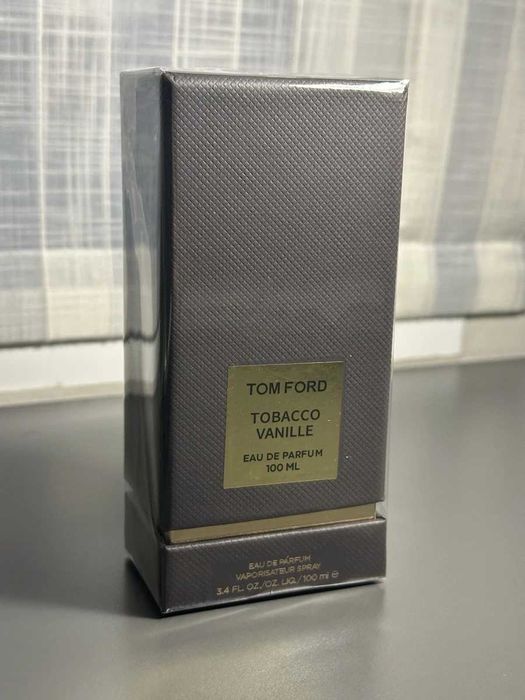 TOM FORD
TOBACCO
VANILLE
EAU DE PARFUM
100 ML
EAU DE PARFUM
VAPORISATEUR SPRAY
3.4 FL. OZ./OZ. LIQ./100 ml ℮